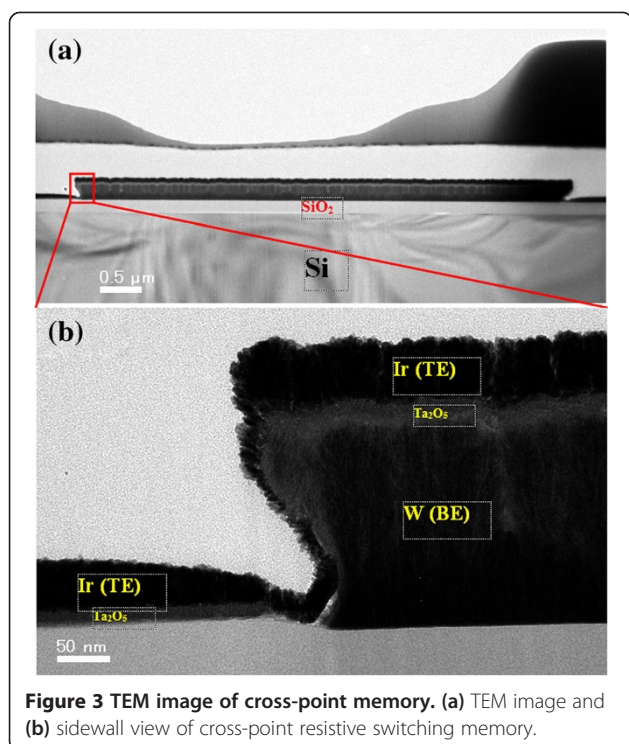 (a)
SiO₂
Si
0.5 μm
(b)
Ir (TE)
Ta₂O₅
W (BE)
Ir (TE)
Ta₂O₅
50 nm
Figure 3 TEM image of cross-point memory. (a) TEM image and
(b) sidewall view of cross-point resistive switching memory.